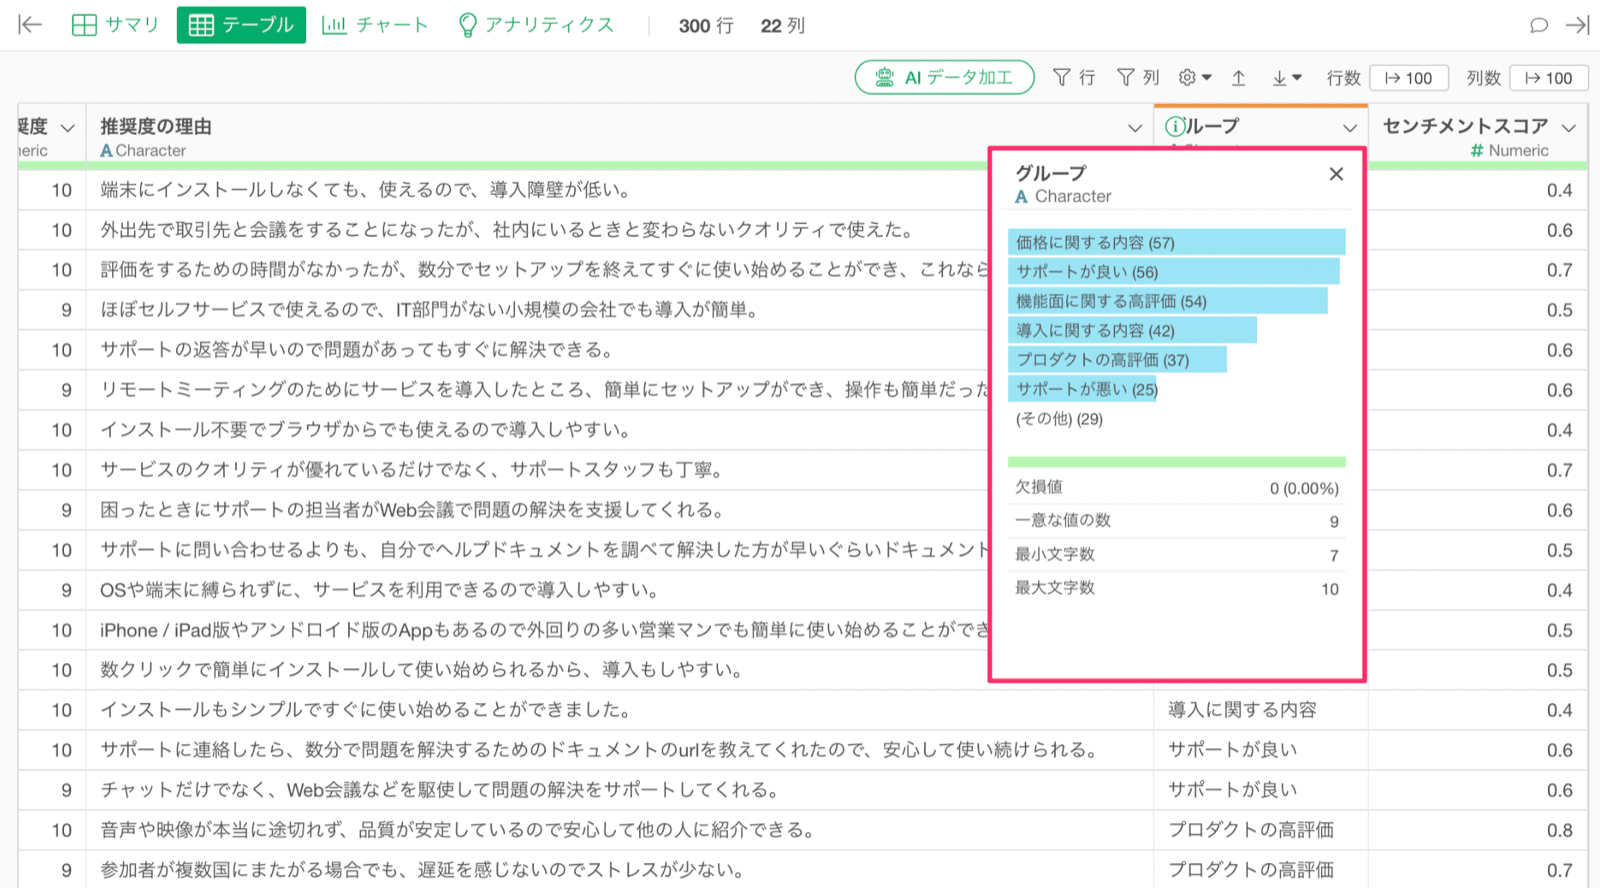 サマリ テーブル チャート アナリティクス 300 行 22 列
AI データ加工 行 列 行数 100 列数 100
奨度 推奨度の理由 ループ センチメントスコア
neric A Character # Numeric
グループ
A Character
価格に関する内容 (57)
サポートが良い (56)
機能面に関する高評価 (54)
導入に関する内容 (42)
プロダクトの高評価 (37)
サポートが悪い (25)
(その他) (29)
欠損値 0 (0.00%)
一意な値の数 9
最小文字数 7
最大文字数 10
10 端末にインストールしなくても、使えるので、導入障壁が低い。 0.4
10 外出先で取引先と会議をすることになったが、社内にいるときと変わらないクオリティで使えた。 0.6
10 評価をするための時間がなかったが、数分でセットアップを終えてすぐに使い始めることができ、これなら 0.7
9 ほぼセルフサービスで使えるので、IT部門がない小規模の会社でも導入が簡単。 0.5
10 サポートの返答が早いので問題があってもすぐに解決できる。 0.6
9 リモートミーティングのためにサービスを導入したところ、簡単にセットアップができ、操作も簡単だった 0.6
10 インストール不要でブラウザからでも使えるので導入しやすい。 0.4
10 サービスのクオリティが優れているだけでなく、サポートスタッフも丁寧。 0.7
9 困ったときにサポートの担当者がWeb会議で問題の解決を支援してくれる。 0.6
10 サポートに問い合わせるよりも、自分でヘルプドキュメントを調べて解決した方が早いぐらいドキュメント 0.5
9 OSや端末に縛られずに、サービスを利用できるので導入しやすい。 0.4
10 iPhone / iPad版やアンドロイド版のAppもあるので外回りの多い営業マンでも簡単に使い始めることができ 0.5
10 数クリックで簡単にインストールして使い始められるから、導入もしやすい。 0.5
10 インストールもシンプルですぐに使い始めることができました。 導入に関する内容 0.4
10 サポートに連絡したら、数分で問題を解決するためのドキュメントのurlを教えてくれたので、安心して使い続けられる。 サポートが良い 0.6
9 チャットだけでなく、Web会議などを駆使して問題の解決をサポートしてくれる。 サポートが良い 0.6
10 音声や映像が本当に途切れず、品質が安定しているので安心して他の人に紹介できる。 プロダクトの高評価 0.8
9 参加者が複数国にまたがる場合でも、遅延を感じないのでストレスが少ない。 プロダクトの高評価 0.7